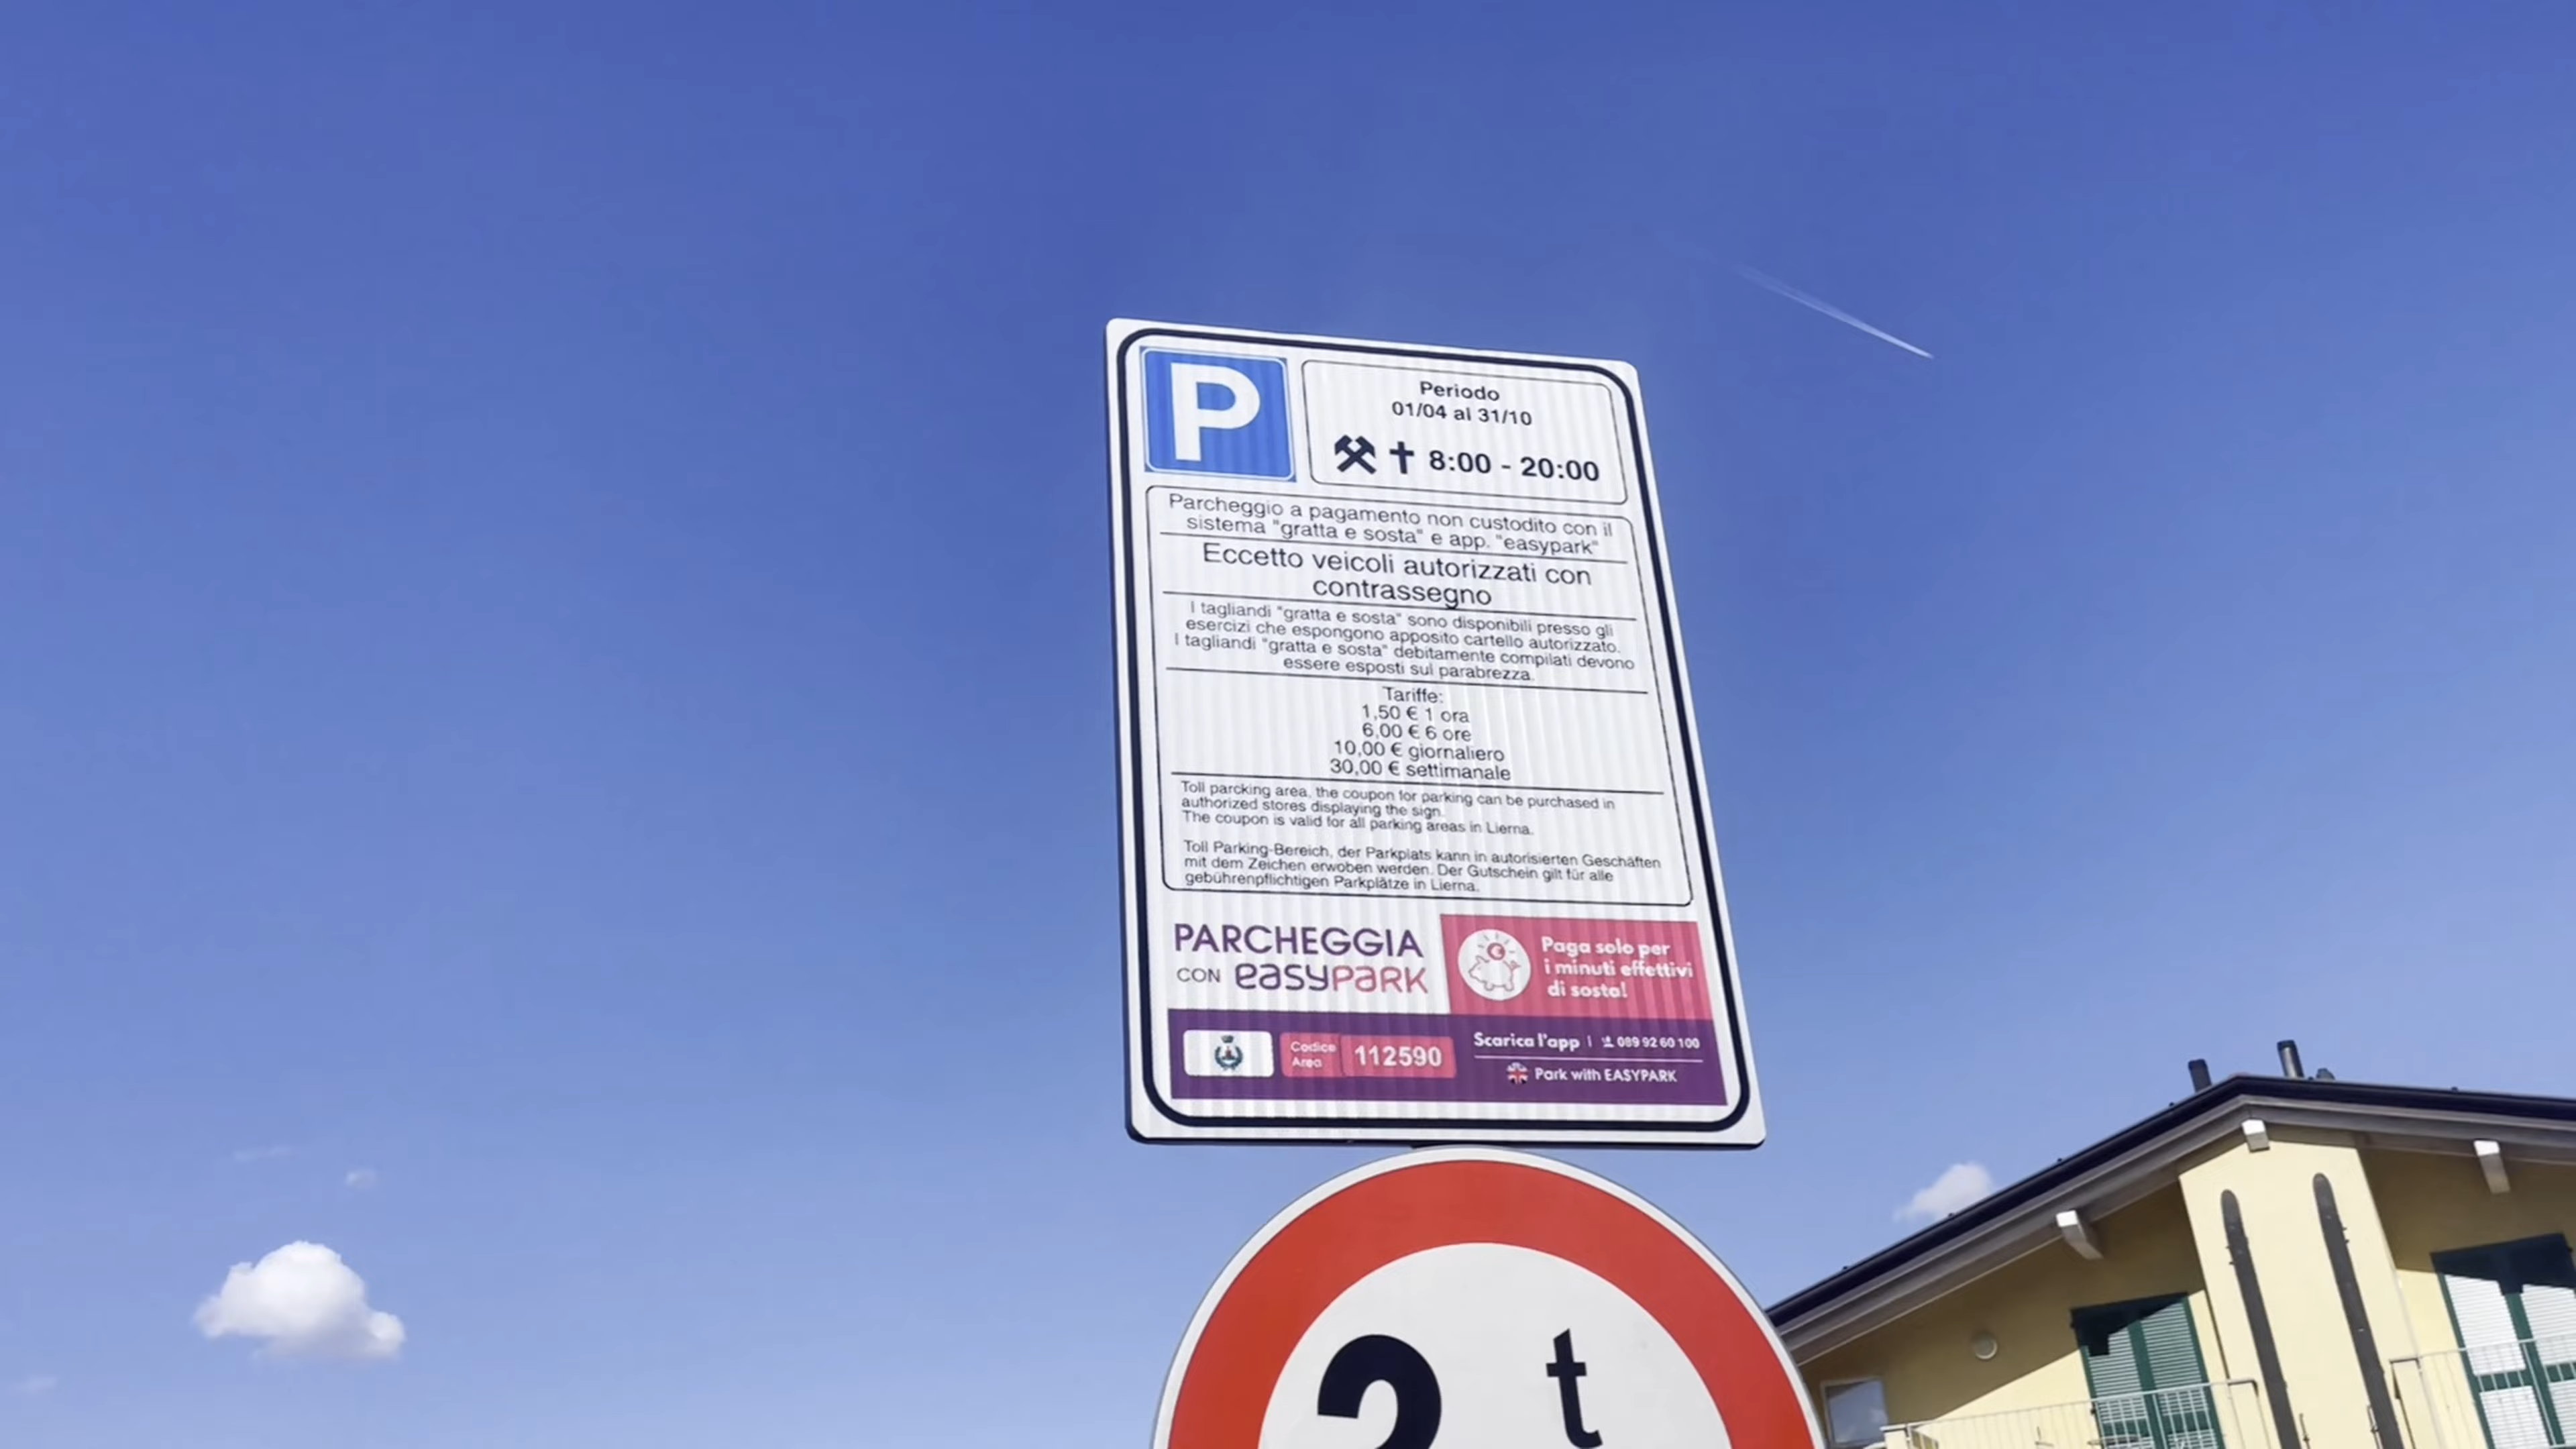 P
Periodo
01/04 al 31/10
8:00 - 20:00
Parcheggio a pagamento non custodito con il
sistema "gratta e sosta" e app. "easypark"
Eccetto veicoli autorizzati con
contrassegno
I tagliandi "gratta e sosta" sono disponibili presso gli
esercizi che espongono apposito cartello autorizzato.
I tagliandi "gratta e sosta" debitamente compilati devono
essere esposti sul parabrezza.
Tariffe:
1,50 € 1 ora
6,00 € 6 ore
10,00 € giornaliero
30,00 € settimanale
Toll parcking area, the coupon for parking can be purchased in
authorized stores displaying the sign.
The coupon is valid for all parking areas in Lierna.
Toll Parking-Bereich, der Parkplats kann in autorisierten Geschäften
mit dem Zeichen erwoben werden. Der Gutschein gilt für alle
gebührenpflichtigen Parkplätze in Lierna.
PARCHEGGIA
CON easyPARK
Paga solo per
i minuti effettivi
di sosta!
Codice
Area
112590
Scarica l'app | 089 92 60 100
Park with EASYPARK
t